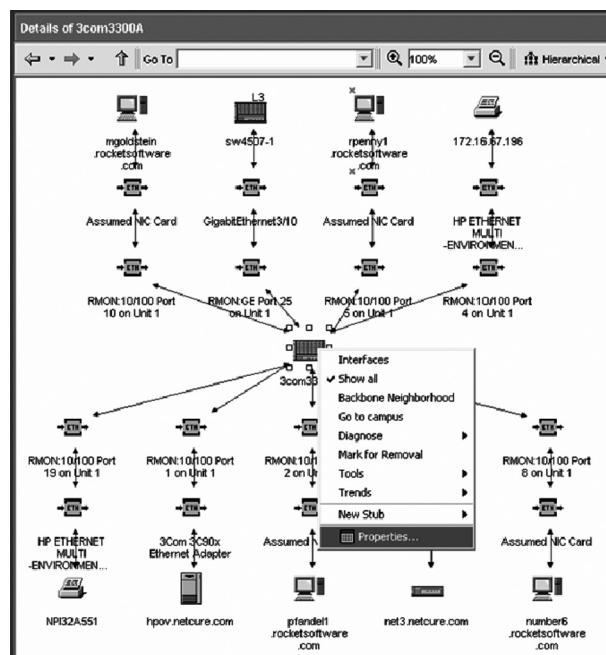 Details of 3com3300A
Go To
100%
Hierarchical
mgoldstein
.rocketsoftware
.com
L3
sw4507-1
rpenny1
.rocketsoftware
.com
172.16.67.196
ETH
ETH
ETH
ETH
Assumed NIC Card
GigabitEthernet3/10
Assumed NIC Card
HP ETHERNET
MULTI
-ENVIRONMEN...
ETH
ETH
ETH
ETH
RMON:10/100 Port
10 on Unit 1
RMON:GE Port 25
on Unit 1
RMON:10/100 Port
5 on Unit 1
RMON:10/100 Port
4 on Unit 1
3com33
Interfaces
Show all
Backbone Neighborhood
Go to campus
Diagnose
Mark for Removal
Tools
Trends
New Stub
Properties...
ETH
ETH
ETH
ETH
RMON:10/100 Port
19 on Unit 1
RMON:10/100 Port
1 on Unit 1
RMON:10/1
2 on U
RMON:10/100 Port
8 on Unit 1
ETH
ETH
ETH
ETH
HP ETHERNET
MULTI
-ENVIRONMEN...
3Com 3C90x
Ethernet Adapter
Assumed N
Assumed NIC Card
NPI32A551
hpov.netcure.com
pfandel1
.rocketsoftware
.com
net3.netcure.com
number6
.rocketsoftware
.com